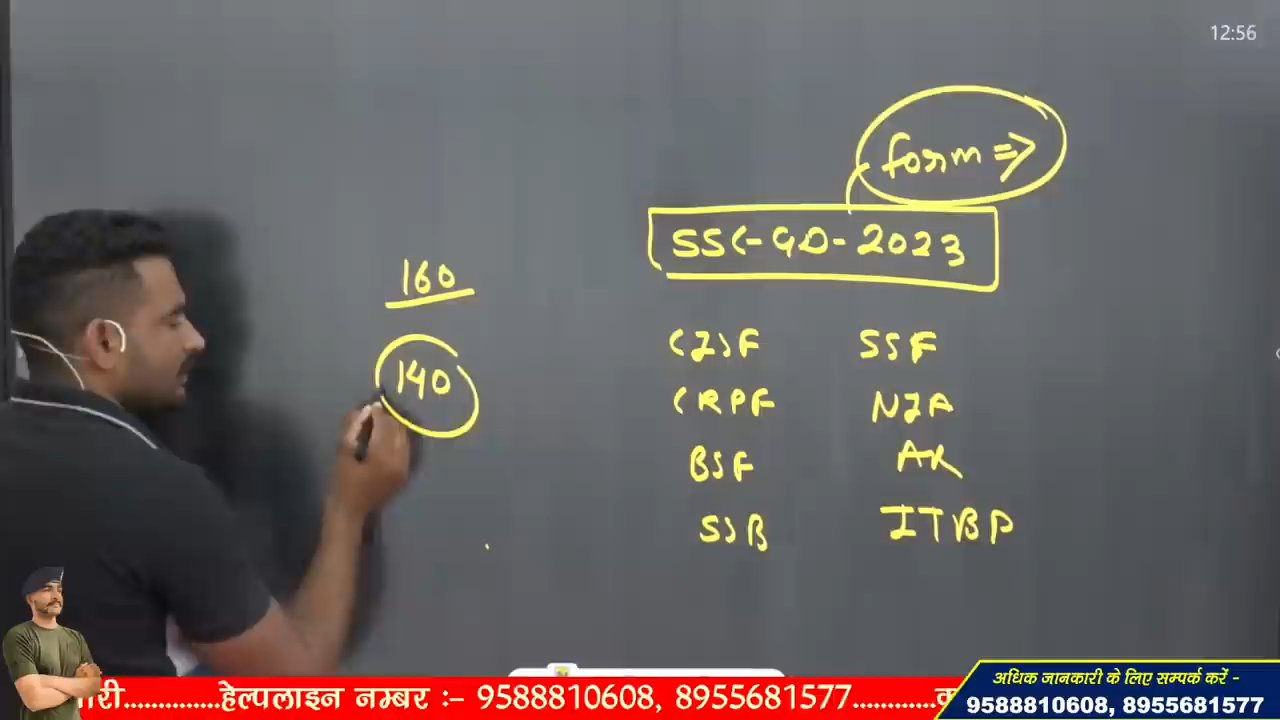 12:56
form =>
SSC-GD-2023
160
140
CISF SSF
CRPF NIA
BSF AR
SSB ITBP
री..............हेल्पलाइन नम्बर :- 9588810608, 8955681577............
अधिक जानकारी के लिए सम्पर्क करें -
9588810608, 8955681577